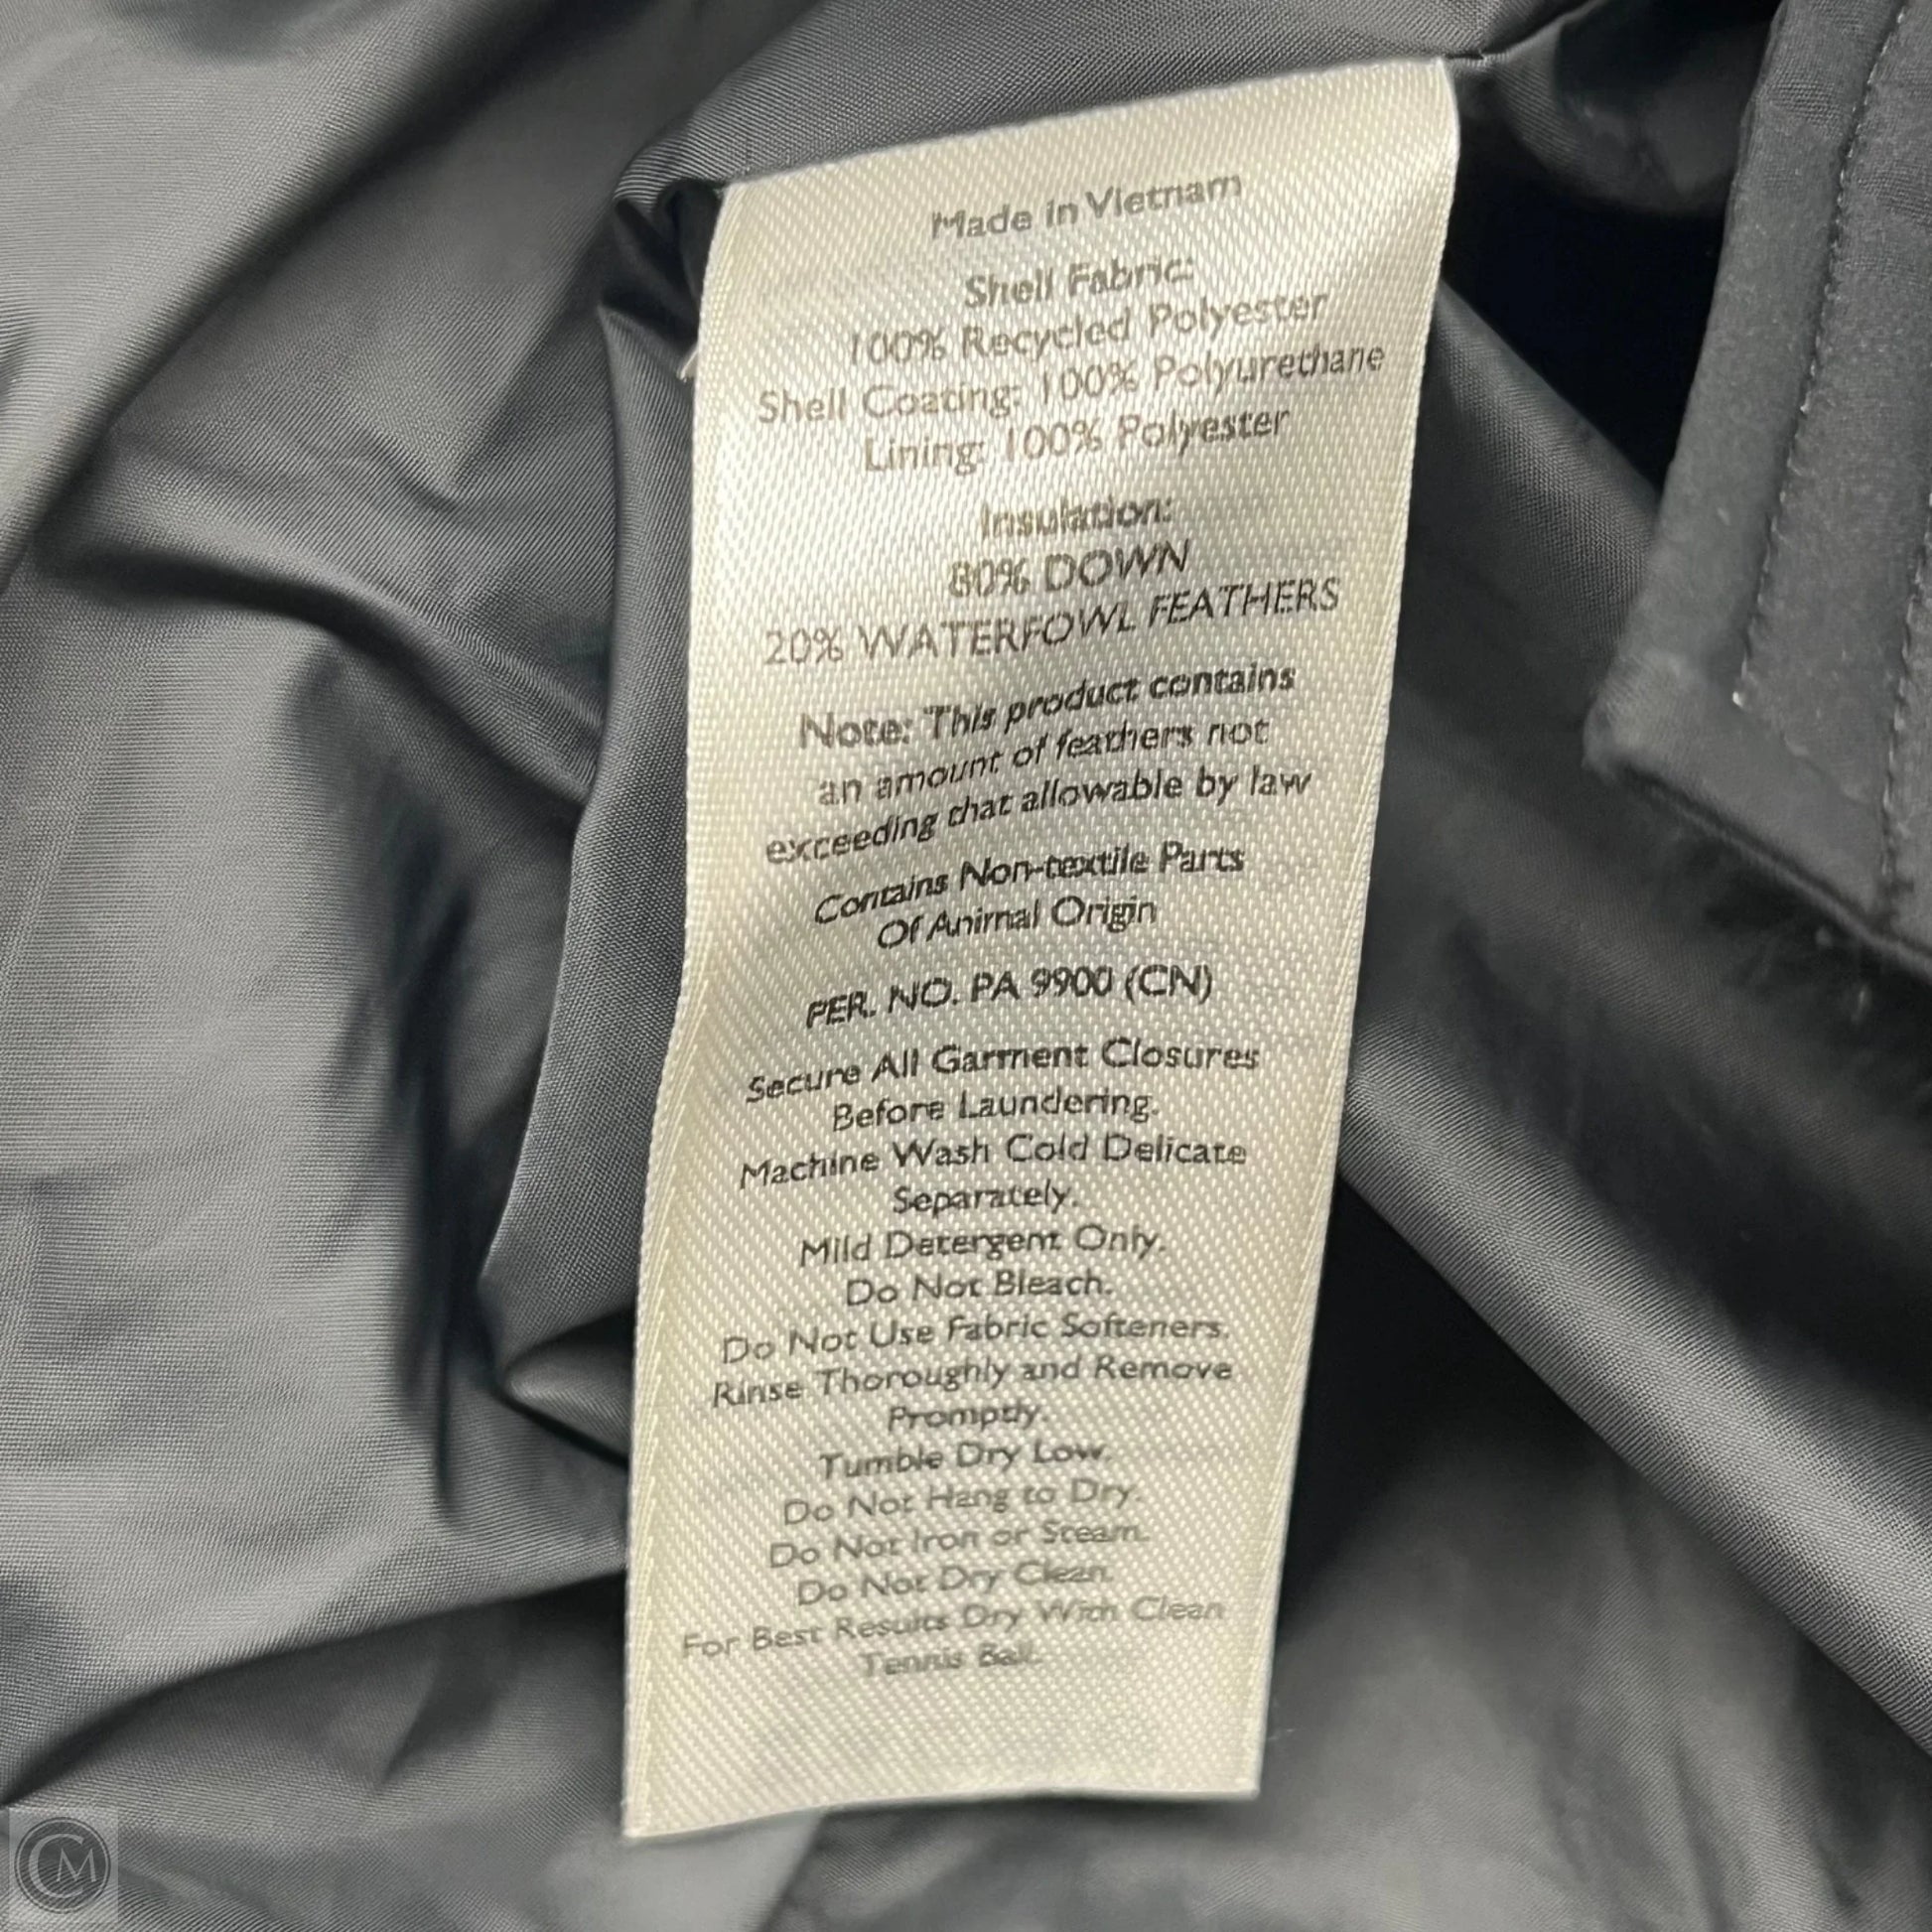 Made in Vietnam
Shell Fabric:
100% Recycled Polyester
Shell Coating: 100% Polyurethane
Lining: 100% Polyester
Insulation:
80% DOWN
20% WATERFOWL FEATHERS
Note: This product contains
an amount of feathers not
exceeding that allowable by law
Contains Non-textile Parts
Of Animal Origin
PER. NO. PA 9900 (CN)
Secure All Garment Closures
Before Laundering.
Machine Wash Cold Delicate
Separately.
Mild Detergent Only.
Do Not Bleach.
Do Not Use Fabric Softeners.
Rinse Thoroughly and Remove
Promptly.
Tumble Dry Low.
Do Not Hang to Dry.
Do Not Iron or Steam.
Do Not Dry Clean.
For Best Results Dry With Clean
Tennis Ball.
CM